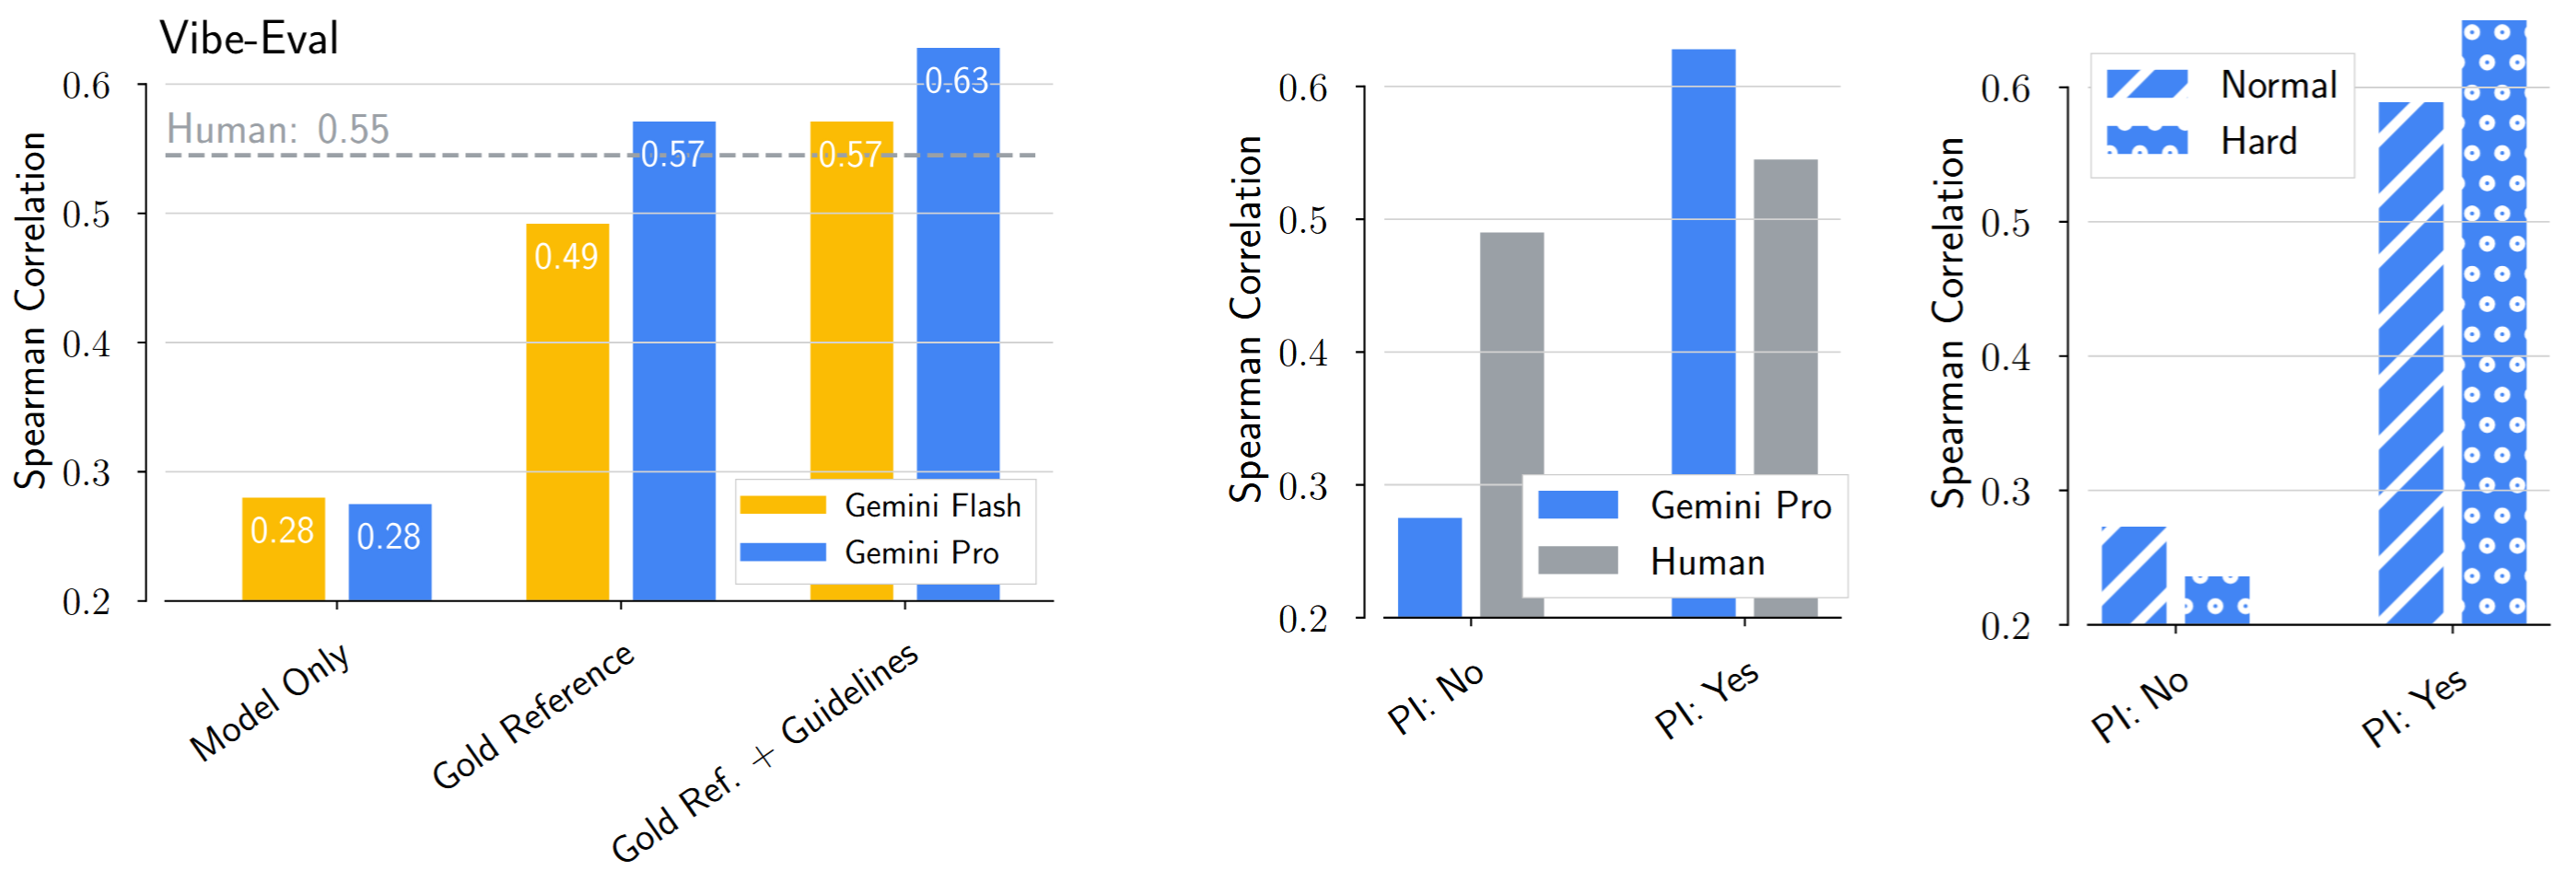 Vibe-Eval
Spearman Correlation
0.6
0.5
0.4
0.3
0.2
Human: 0.55
0.28
0.28
0.49
0.57
0.57
0.63
Gemini Flash
Gemini Pro
Model Only
Gold Reference
Gold Ref. + Guidelines
Spearman Correlation
0.6
0.5
0.4
0.3
0.2
Gemini Pro
Human
PI: No
PI: Yes
Spearman Correlation
0.6
0.5
0.4
0.3
0.2
Normal
Hard
PI: No
PI: Yes